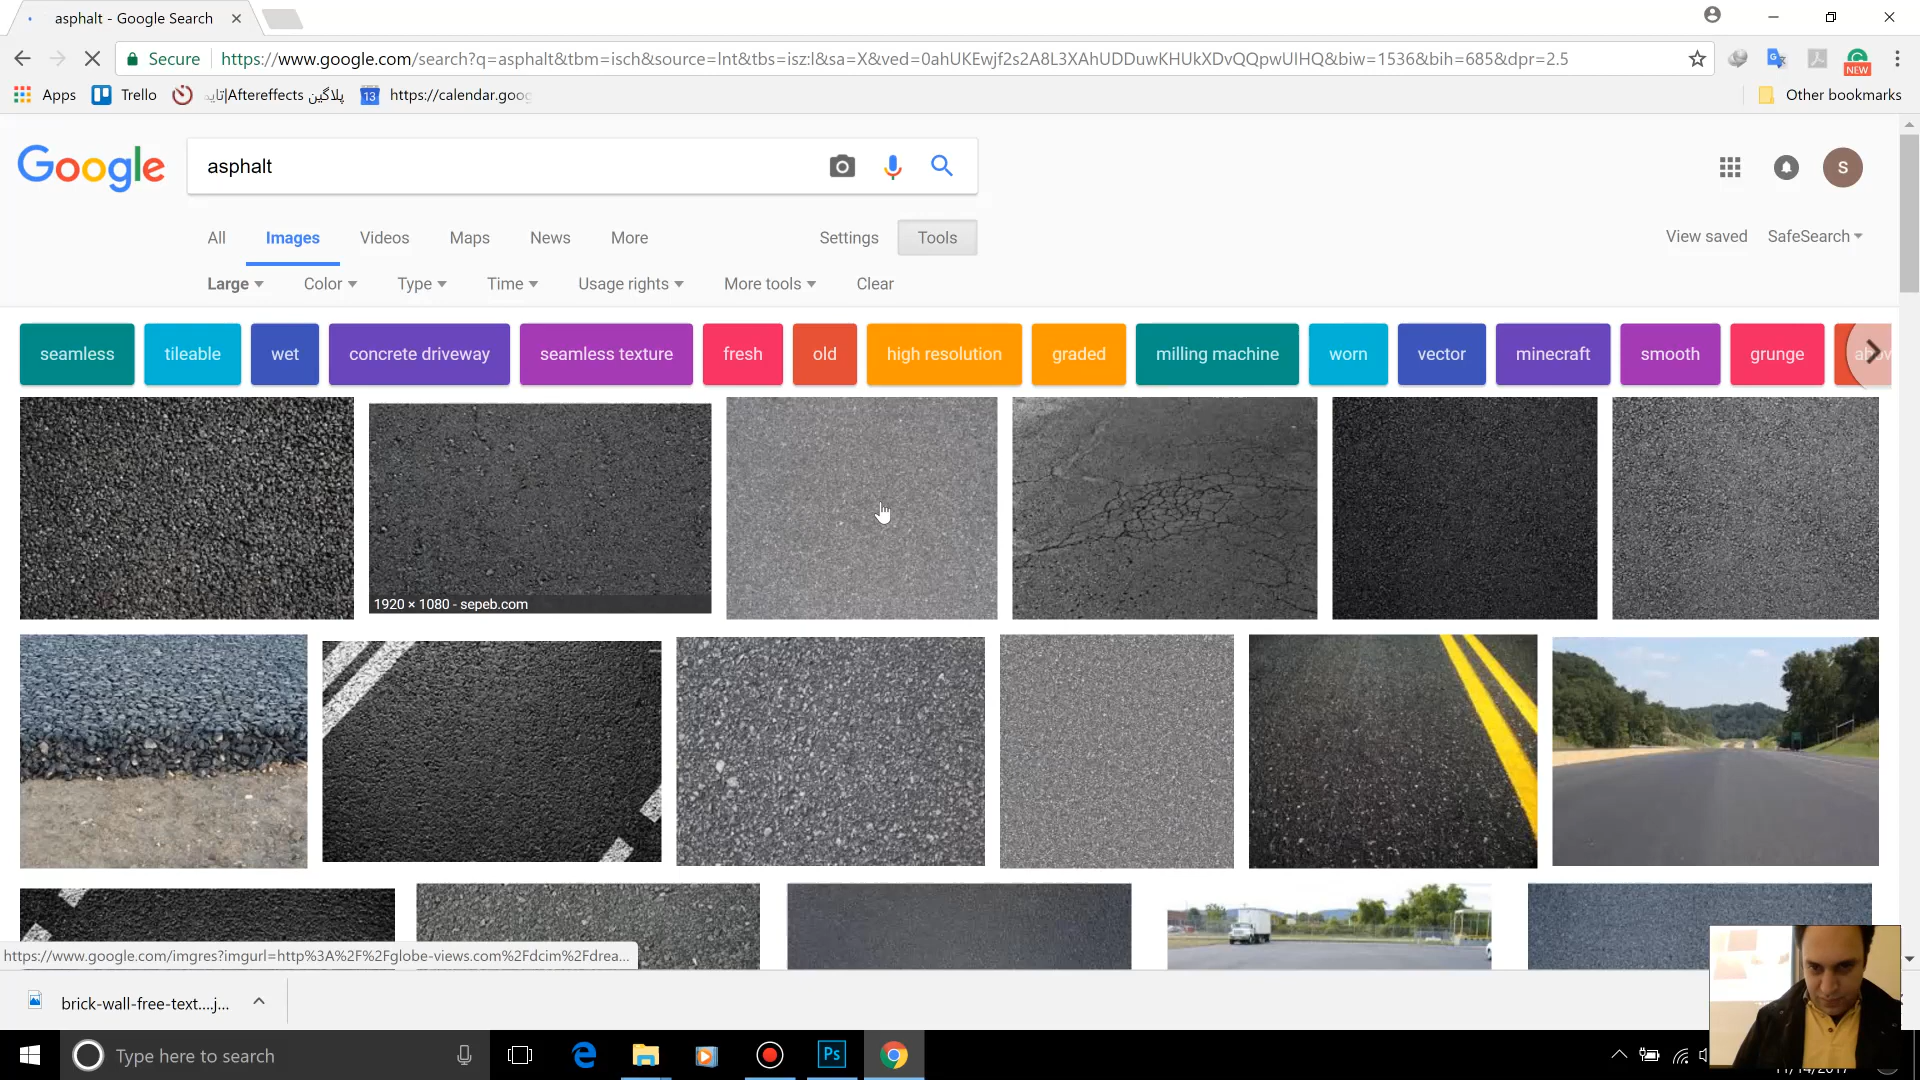 asphalt - Google Search
Secure
https://www.google.com/search?q=asphalt&tbm=isch&source=lnt&tbs=isz:l&sa=X&ved=0ahUKEwjf2s2A8L3XAhUDDuwKHUkXDvQQpwUIHQ&biw=1536&bih=685&dpr=2.5
NEW
Apps
Trello
پلاگین Aftereffects|تایم
13
https://calendar.goog
Other bookmarks
Google
asphalt
S
All
Images
Videos
Maps
News
More
Settings
Tools
View saved
SafeSearch
Large
Color
Type
Time
Usage rights
More tools
Clear
seamless
tileable
wet
concrete driveway
seamless texture
fresh
old
high resolution
graded
milling machine
worn
vector
minecraft
smooth
grunge
1920 × 1080 - sepeb.com
https://www.google.com/imgres?imgurl=http%3A%2F%2Fglobe-views.com%2Fdcim%2Fdrea...
brick-wall-free-text....j...
Type here to search
Ps